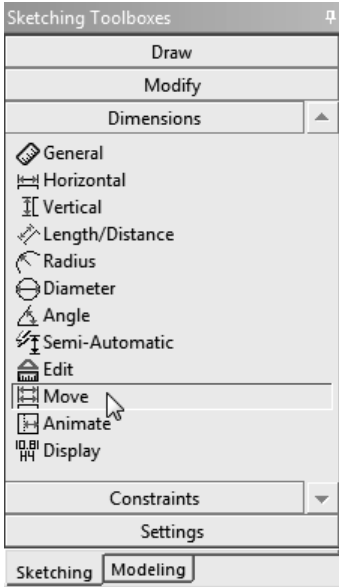 Sketching Toolboxes
Draw
Modify
Dimensions
General
Horizontal
Vertical
Length/Distance
Radius
Diameter
Angle
Semi-Automatic
Edit
Move
Animate
Display
Constraints
Settings
Sketching Modeling